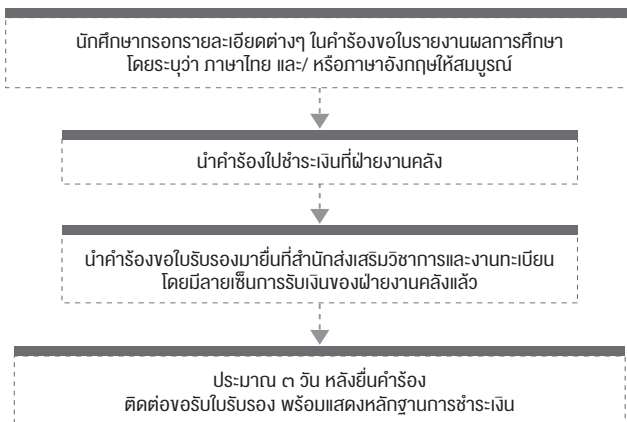 นักศึกษากรอกรายละเอียดต่างๆ ในคำร้องขอใบรายงานผลการศึกษา
โดยระบุว่า ภาษาไทย และ/ หรือภาษาอังกฤษให้สมบูรณ์
นำคำร้องไปชำระเงินที่ฝ่ายงานคลัง
นำคำร้องขอใบรับรองมายื่นที่สำนักส่งเสริมวิชาการและงานทะเบียน
โดยมีลายเซ็นการรับเงินของฝ่ายงานคลังแล้ว
ประมาณ ๓ วัน หลังยื่นคำร้อง
ติดต่อขอรับใบรับรอง พร้อมแสดงหลักฐานการชำระเงิน